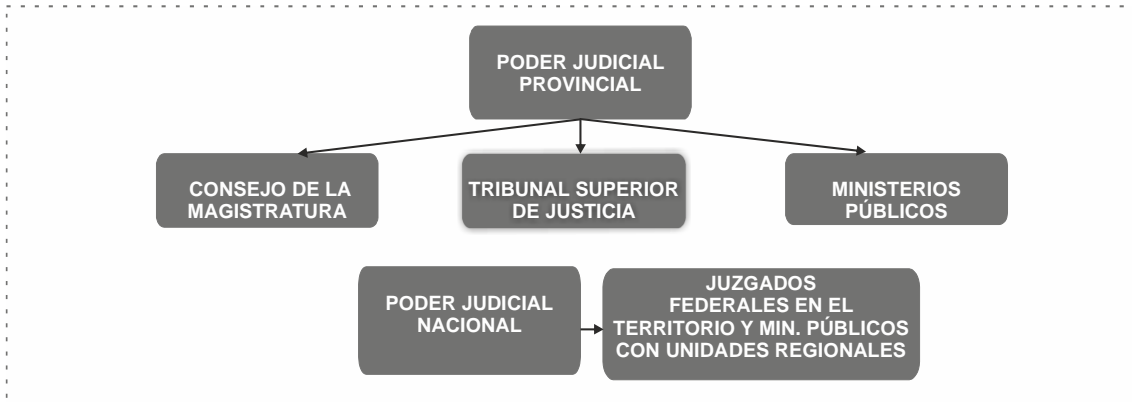 PODER JUDICIAL
PROVINCIAL
CONSEJO DE LA
MAGISTRATURA
TRIBUNAL SUPERIOR
DE JUSTICIA
MINISTERIOS
PÚBLICOS
PODER JUDICIAL
NACIONAL
JUZGADOS
FEDERALES EN EL
TERRITORIO Y MIN. PÚBLICOS
CON UNIDADES REGIONALES